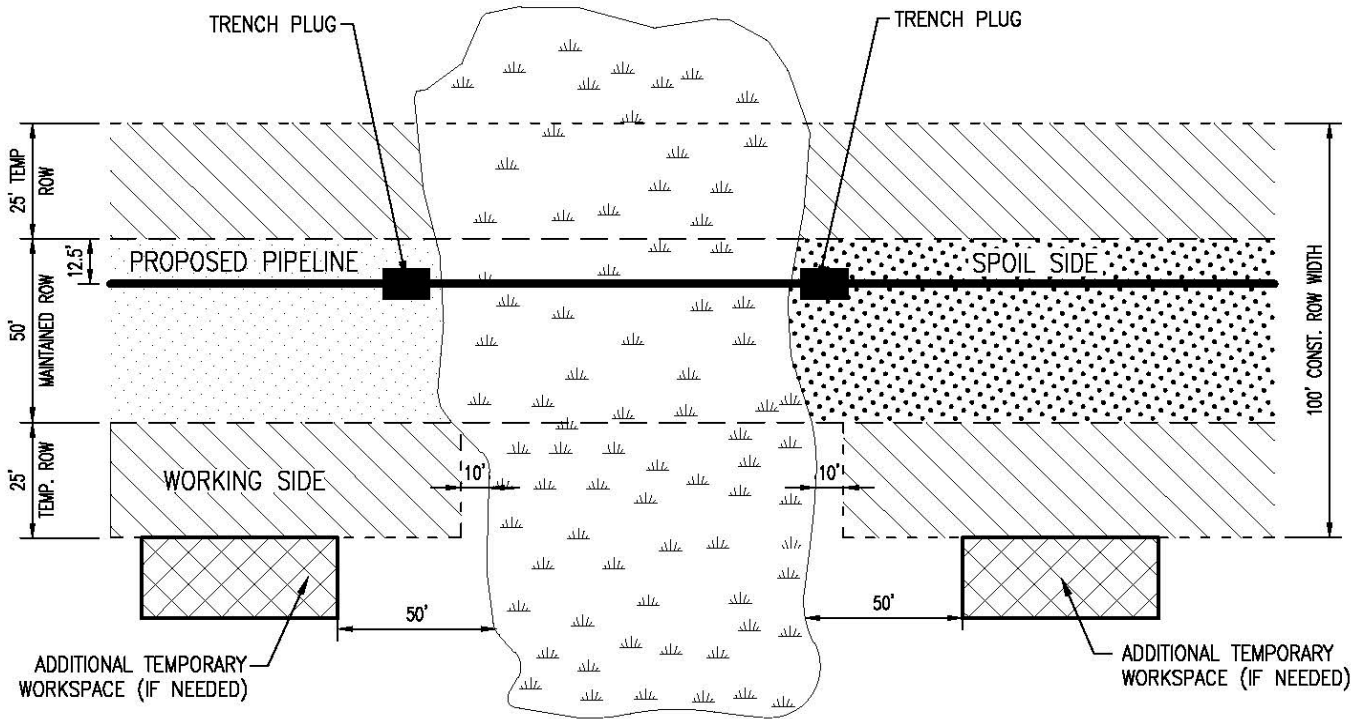 TRENCH PLUG
TRENCH PLUG
25' TEMP
ROW
12.5'
PROPOSED PIPELINE
SPOIL SIDE
50'
MAINTAINED ROW
100' CONST. ROW WIDTH
25'
TEMP. ROW
WORKING SIDE
10'
10'
50'
50'
ADDITIONAL TEMPORARY
WORKSPACE (IF NEEDED)
ADDITIONAL TEMPORARY
WORKSPACE (IF NEEDED)